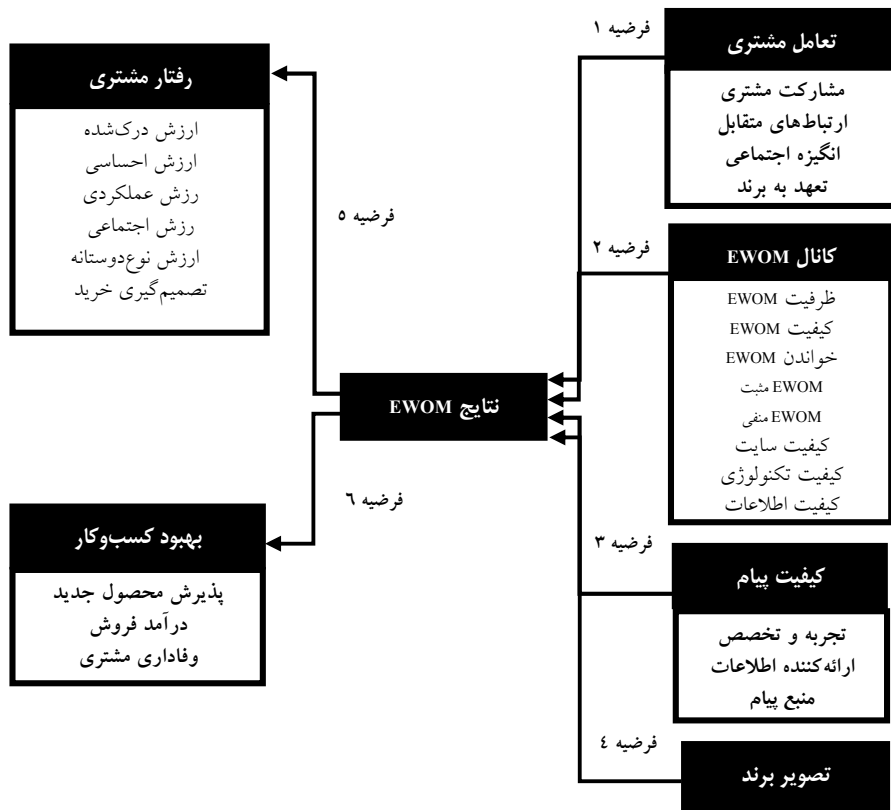 فرضیه ۱
تعامل مشتری
مشارکت مشتری
ارتباط‌های متقابل
انگیزه اجتماعی
تعهد به برند
فرضیه ۲
کانال EWOM
ظرفیت EWOM
کیفیت EWOM
خواندن EWOM
EWOM مثبت
EWOM منفی
کیفیت سایت
کیفیت تکنولوژی
کیفیت اطلاعات
فرضیه ۳
کیفیت پیام
تجربه و تخصص
ارائه‌کننده اطلاعات
منبع پیام
فرضیه ٤
تصویر برند
نتایج EWOM
فرضیه ٥
رفتار مشتری
ارزش درک‌شده
ارزش احساسی
رزش عملکردی
رزش اجتماعی
ارزش نوع‌دوستانه
تصمیم‌گیری خرید
فرضیه ٦
بهبود کسب‌وکار
پذیرش محصول جدید
درآمد فروش
وفاداری مشتری